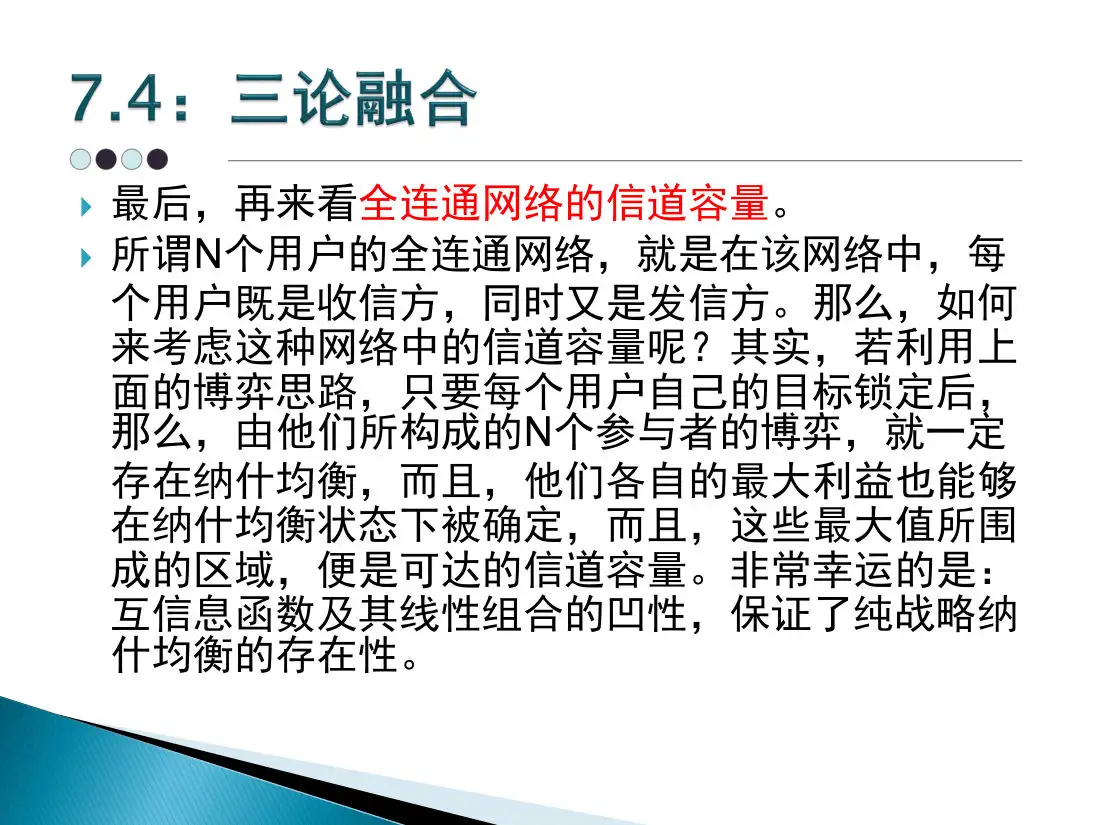 7.4：三论融合
最后，再来看全连通网络的信道容量。
所谓N个用户的全连通网络，就是在该网络中，每
个用户既是收信方，同时又是发信方。那么，如何
来考虑这种网络中的信道容量呢？其实，若利用上
面的博弈思路，只要每个用户自己的目标锁定后，
那么，由他们所构成的N个参与者的博弈，就一定
存在纳什均衡，而且，他们各自的最大利益也能够
在纳什均衡状态下被确定，而且，这些最大值所围
成的区域，便是可达的信道容量。非常幸运的是：
互信息函数及其线性组合的凹性，保证了纯战略纳
什均衡的存在性。